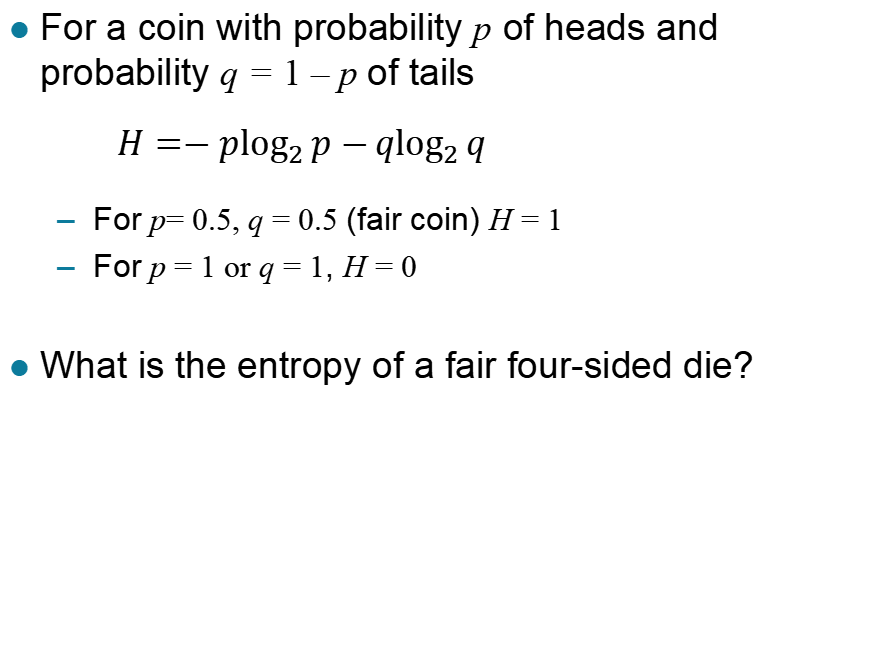 ● For a coin with probability p of heads and
probability q = 1 – p of tails
H =− plog₂ p − qlog₂ q
– For p= 0.5, q = 0.5 (fair coin) H = 1
– For p = 1 or q = 1, H = 0
● What is the entropy of a fair four-sided die?